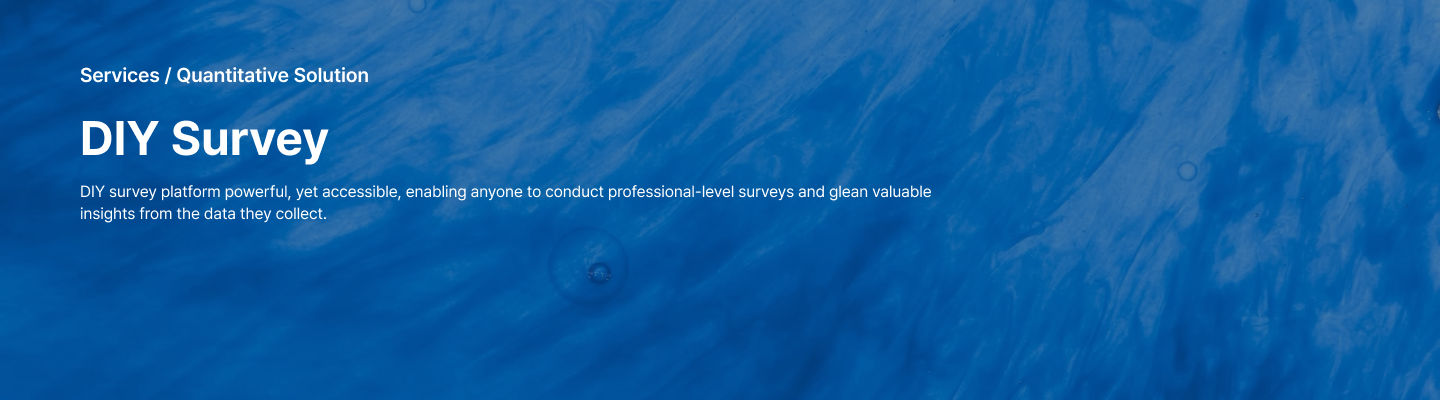 Services / Quantitative Solution
DIY Survey
DIY survey platform powerful, yet accessible, enabling anyone to conduct professional-level surveys and glean valuable
insights from the data they collect.